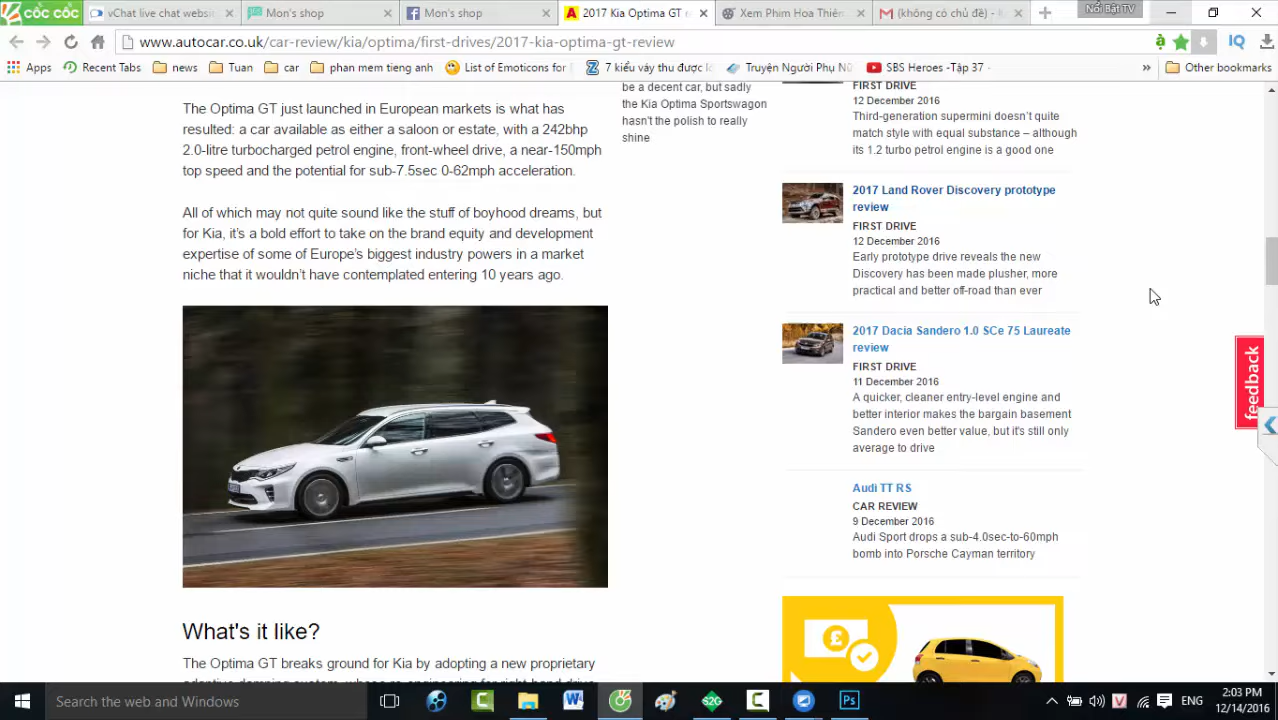 cốc cốc
vChat live chat websi
Mon's shop
Mon's shop
2017 Kia Optima GT e
Xem Phim Hoa Thiên
(không có chủ đề) -
Nổi Bật TV
www.autocar.co.uk/car-review/kia/optima/first-drives/2017-kia-optima-gt-review
Apps
Recent Tabs
news
Tuan
car
phan mem tieng anh
List of Emoticons for
7 kiểu váy thu được
Truyện Người Phụ Nữ
SBS Heroes -Tập 37 -
»
Other bookmarks
The Optima GT just launched in European markets is what has
resulted: a car available as either a saloon or estate, with a 242bhp
2.0-litre turbocharged petrol engine, front-wheel drive, a near-150mph
top speed and the potential for sub-7.5sec 0-62mph acceleration.
All of which may not quite sound like the stuff of boyhood dreams, but
for Kia, it's a bold effort to take on the brand equity and development
expertise of some of Europe's biggest industry powers in a market
niche that it wouldn't have contemplated entering 10 years ago.
What's it like?
The Optima GT breaks ground for Kia by adopting a new proprietary
be a decent car, but sadly
the Kia Optima Sportswagon
hasn't the polish to really
shine
FIRST DRIVE
12 December 2016
Third-generation supermini doesn't quite
match style with equal substance – although
its 1.2 turbo petrol engine is a good one
2017 Land Rover Discovery prototype
review
FIRST DRIVE
12 December 2016
Early prototype drive reveals the new
Discovery has been made plusher, more
practical and better off-road than ever
2017 Dacia Sandero 1.0 SCe 75 Laureate
review
FIRST DRIVE
11 December 2016
A quicker, cleaner entry-level engine and
better interior makes the bargain basement
Sandero even better value, but it's still only
average to drive
Audi TT RS
CAR REVIEW
9 December 2016
Audi Sport drops a sub-4.0sec-to-60mph
bomb into Porsche Cayman territory
£
feedback
Search the web and Windows
S2G
Ps
V
ENG
2:03 PM
12/14/2016